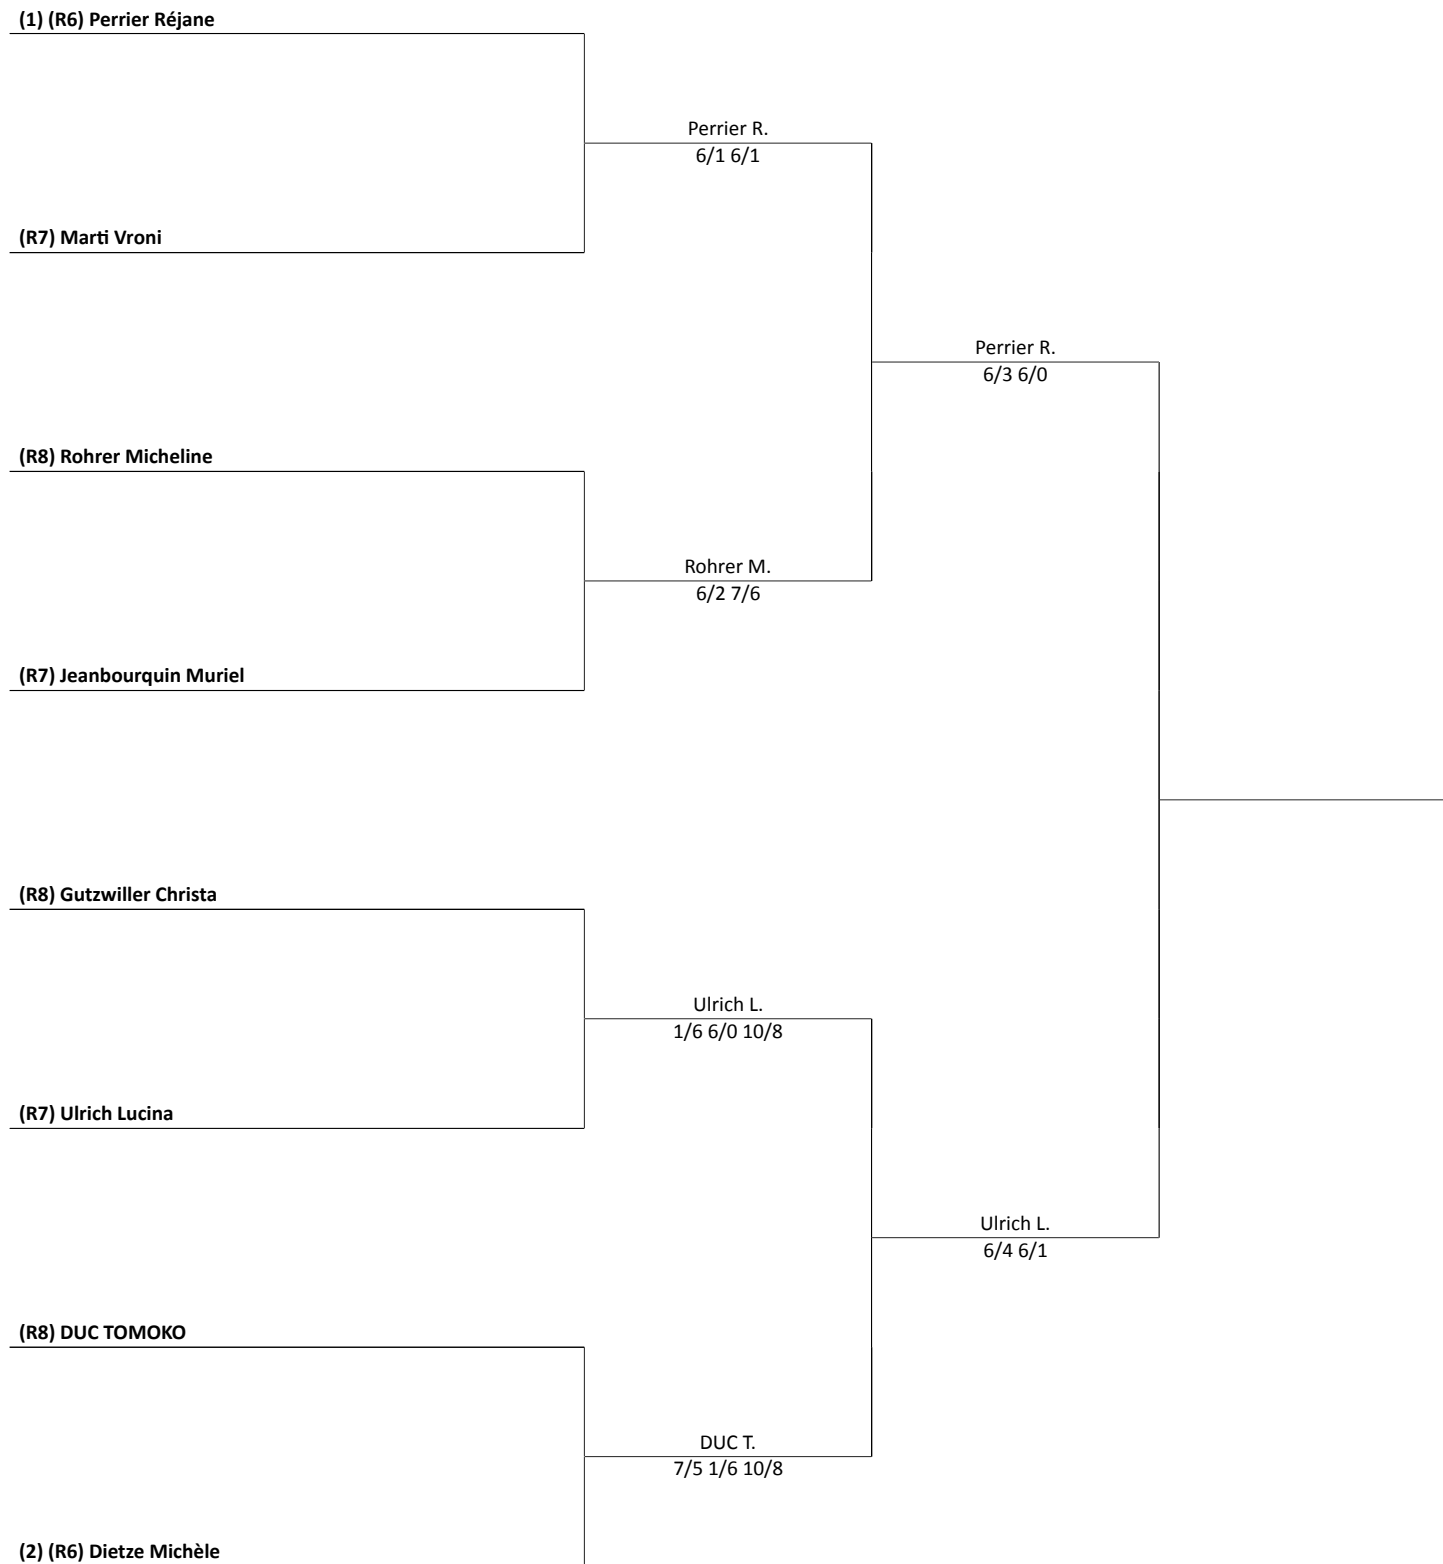 (1) (R6) Perrier Réjane
Perrier R.
6/1 6/1
(R7) Marti Vroni
Perrier R.
6/3 6/0
(R8) Rohrer Micheline
Rohrer M.
6/2 7/6
(R7) Jeanbourquin Muriel
(R8) Gutzwiller Christa
Ulrich L.
1/6 6/0 10/8
(R7) Ulrich Lucina
Ulrich L.
6/4 6/1
(R8) DUC TOMOKO
DUC T.
7/5 1/6 10/8
(2) (R6) Dietze Michèle